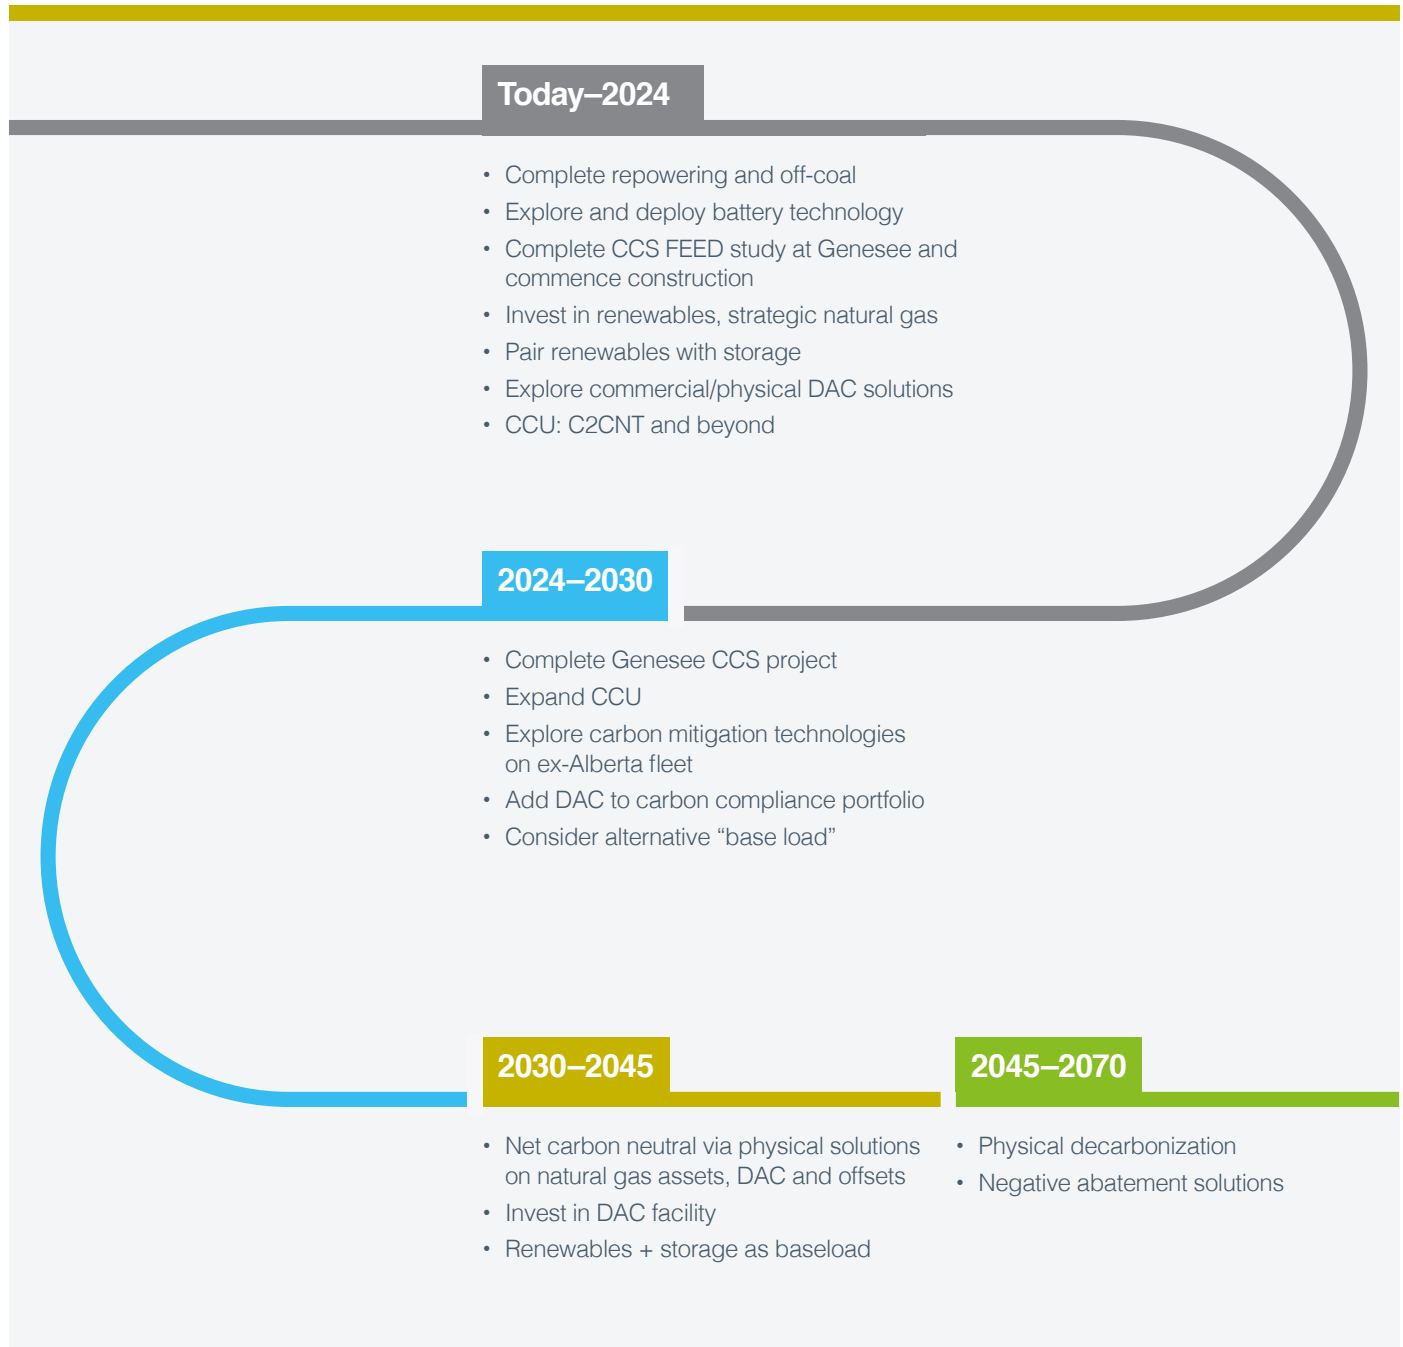 Today–2024
• Complete repowering and off-coal
• Explore and deploy battery technology
• Complete CCS FEED study at Genesee and
commence construction
• Invest in renewables, strategic natural gas
• Pair renewables with storage
• Explore commercial/physical DAC solutions
• CCU: C2CNT and beyond
2024–2030
• Complete Genesee CCS project
• Expand CCU
• Explore carbon mitigation technologies
on ex-Alberta fleet
• Add DAC to carbon compliance portfolio
• Consider alternative “base load”
2030–2045
• Net carbon neutral via physical solutions
on natural gas assets, DAC and offsets
• Invest in DAC facility
• Renewables + storage as baseload
2045–2070
• Physical decarbonization
• Negative abatement solutions